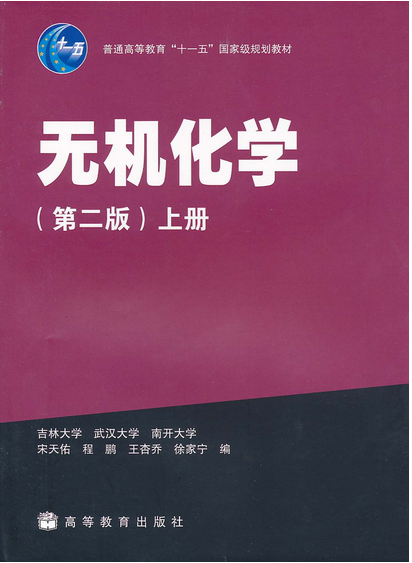 十一五
普通高等教育“十一五”国家级规划教材
无机化学
（第二版）上册
吉林大学 武汉大学 南开大学
宋天佑 程 鹏 王杏乔 徐家宁 编
高等教育出版社